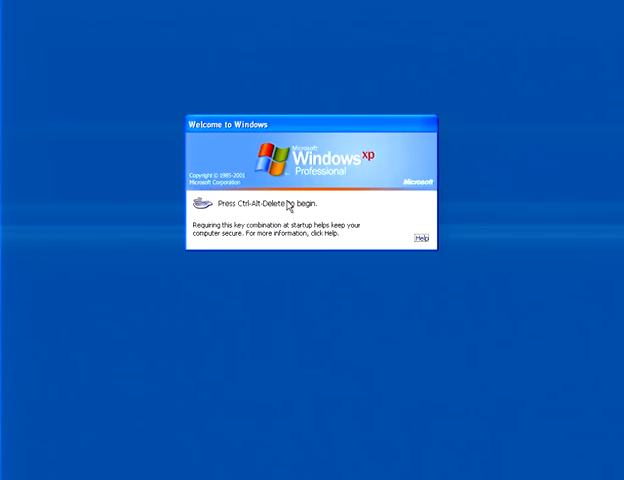 Welcome to Windows
Microsoft
Windows xp
Professional
Copyright © 1985-2001
Microsoft Corporation
Microsoft
Press Ctrl-Alt-Delete to begin.
Requiring this key combination at startup helps keep your
computer secure. For more information, click Help.
Help